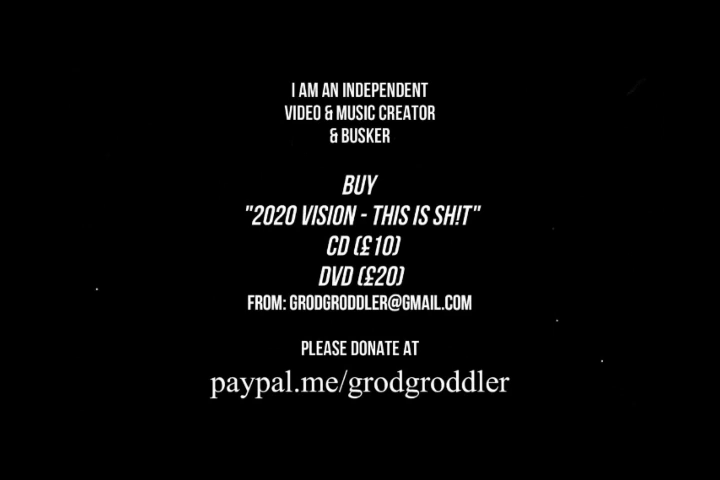 I AM AN INDEPENDENT
VIDEO & MUSIC CREATOR
& BUSKER
BUY
"2020 VISION - THIS IS SH!T"
CD (£10)
DVD (£20)
FROM: GRODGRODDLER@GMAIL.COM
PLEASE DONATE AT
paypal.me/grodgroddler